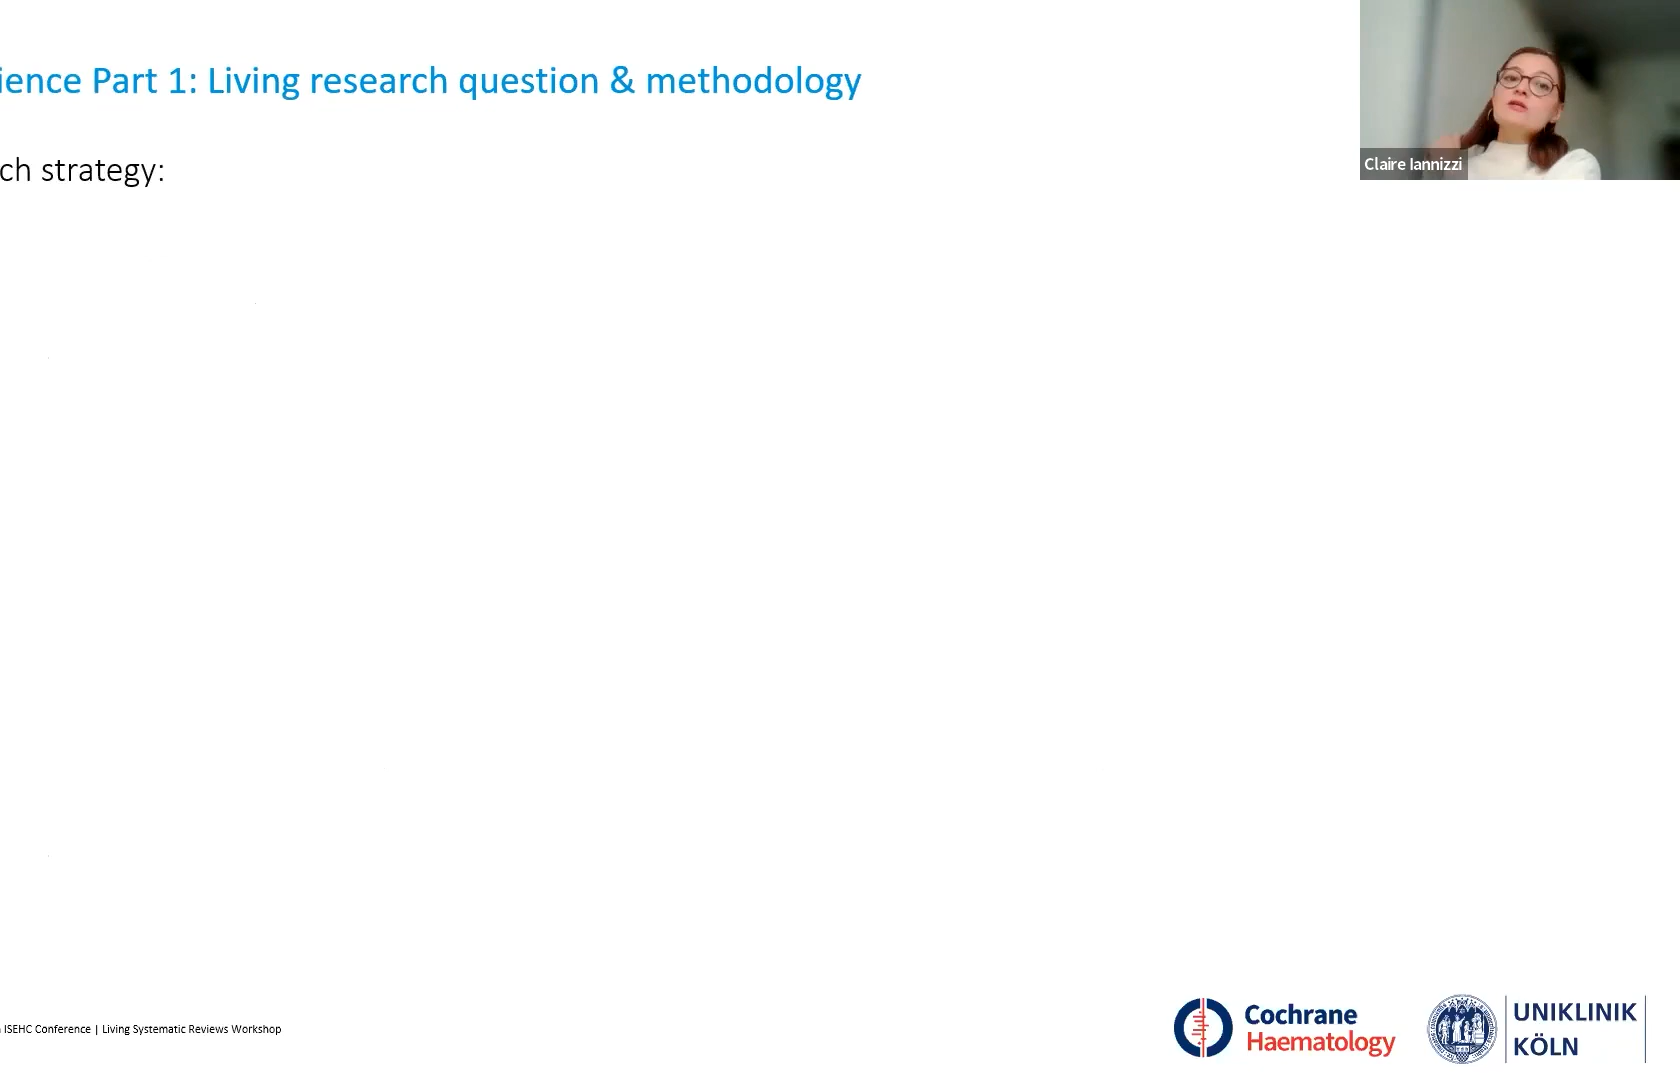 ience Part 1: Living research question & methodology
Claire Iannizzi
ch strategy:
ISEHC Conference | Living Systematic Reviews Workshop
Cochrane
Haematology
UNIKLINIK
KÖLN